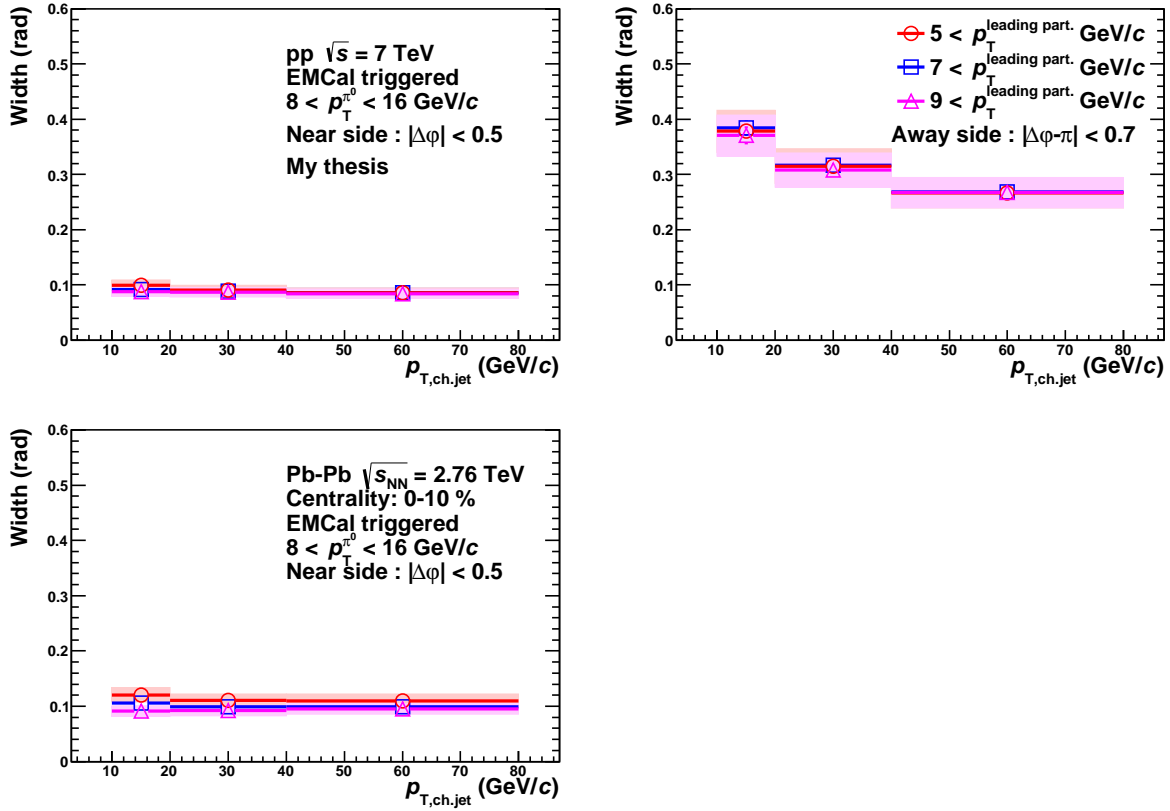 Width (rad)
0.6
0.5
0.4
0.3
0.2
0.1
0
pp √s = 7 TeV
EMCal triggered
8 < p_T^{π⁰} < 16 GeV/c
Near side : |Δφ| < 0.5
My thesis
10 20 30 40 50 60 70 80
p_{T,ch.jet} (GeV/c)
Width (rad)
0.6
0.5
0.4
0.3
0.2
0.1
0
5 < p_T^{leading part.} GeV/c
7 < p_T^{leading part.} GeV/c
9 < p_T^{leading part.} GeV/c
Away side : |Δφ-π| < 0.7
10 20 30 40 50 60 70 80
p_{T,ch.jet} (GeV/c)
Width (rad)
0.6
0.5
0.4
0.3
0.2
0.1
0
Pb-Pb √s_{NN} = 2.76 TeV
Centrality: 0-10 %
EMCal triggered
8 < p_T^{π⁰} < 16 GeV/c
Near side : |Δφ| < 0.5
10 20 30 40 50 60 70 80
p_{T,ch.jet} (GeV/c)